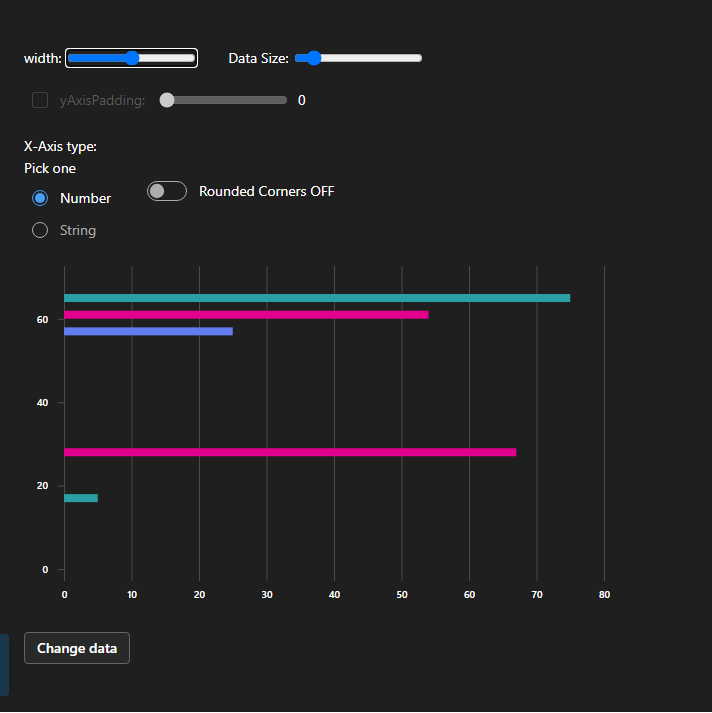 width: Data Size:
yAxisPadding: 0
X-Axis type:
Pick one
Number
Rounded Corners OFF
String
60
40
20
0
0 10 20 30 40 50 60 70 80
Change data